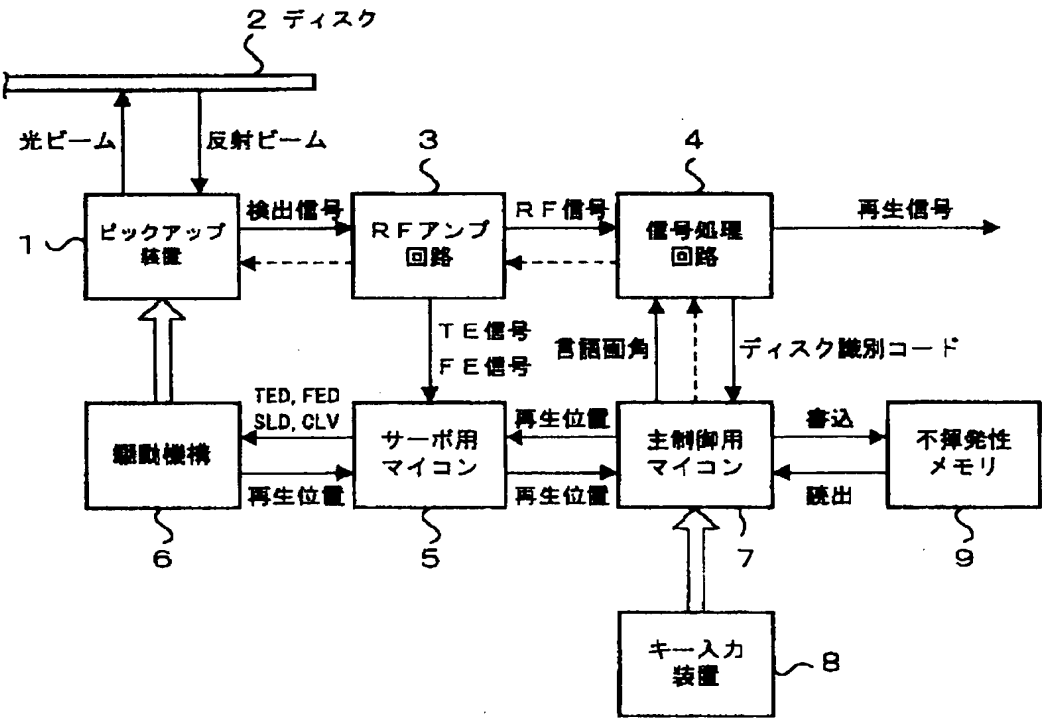 2 ディスク
光ビーム
反射ビーム
3
4
1
ピックアップ
装置
検出信号
RFアンプ
回路
RF信号
信号処理
回路
再生信号
TE信号
FE信号
言語画角
ディスク識別コード
駆動機構
TED, FED
SLD, CLV
再生位置
サーボ用
マイコン
再生位置
再生位置
主制御用
マイコン
書込
読出
不揮発性
メモリ
6
5
7
9
キー入力
装置
8